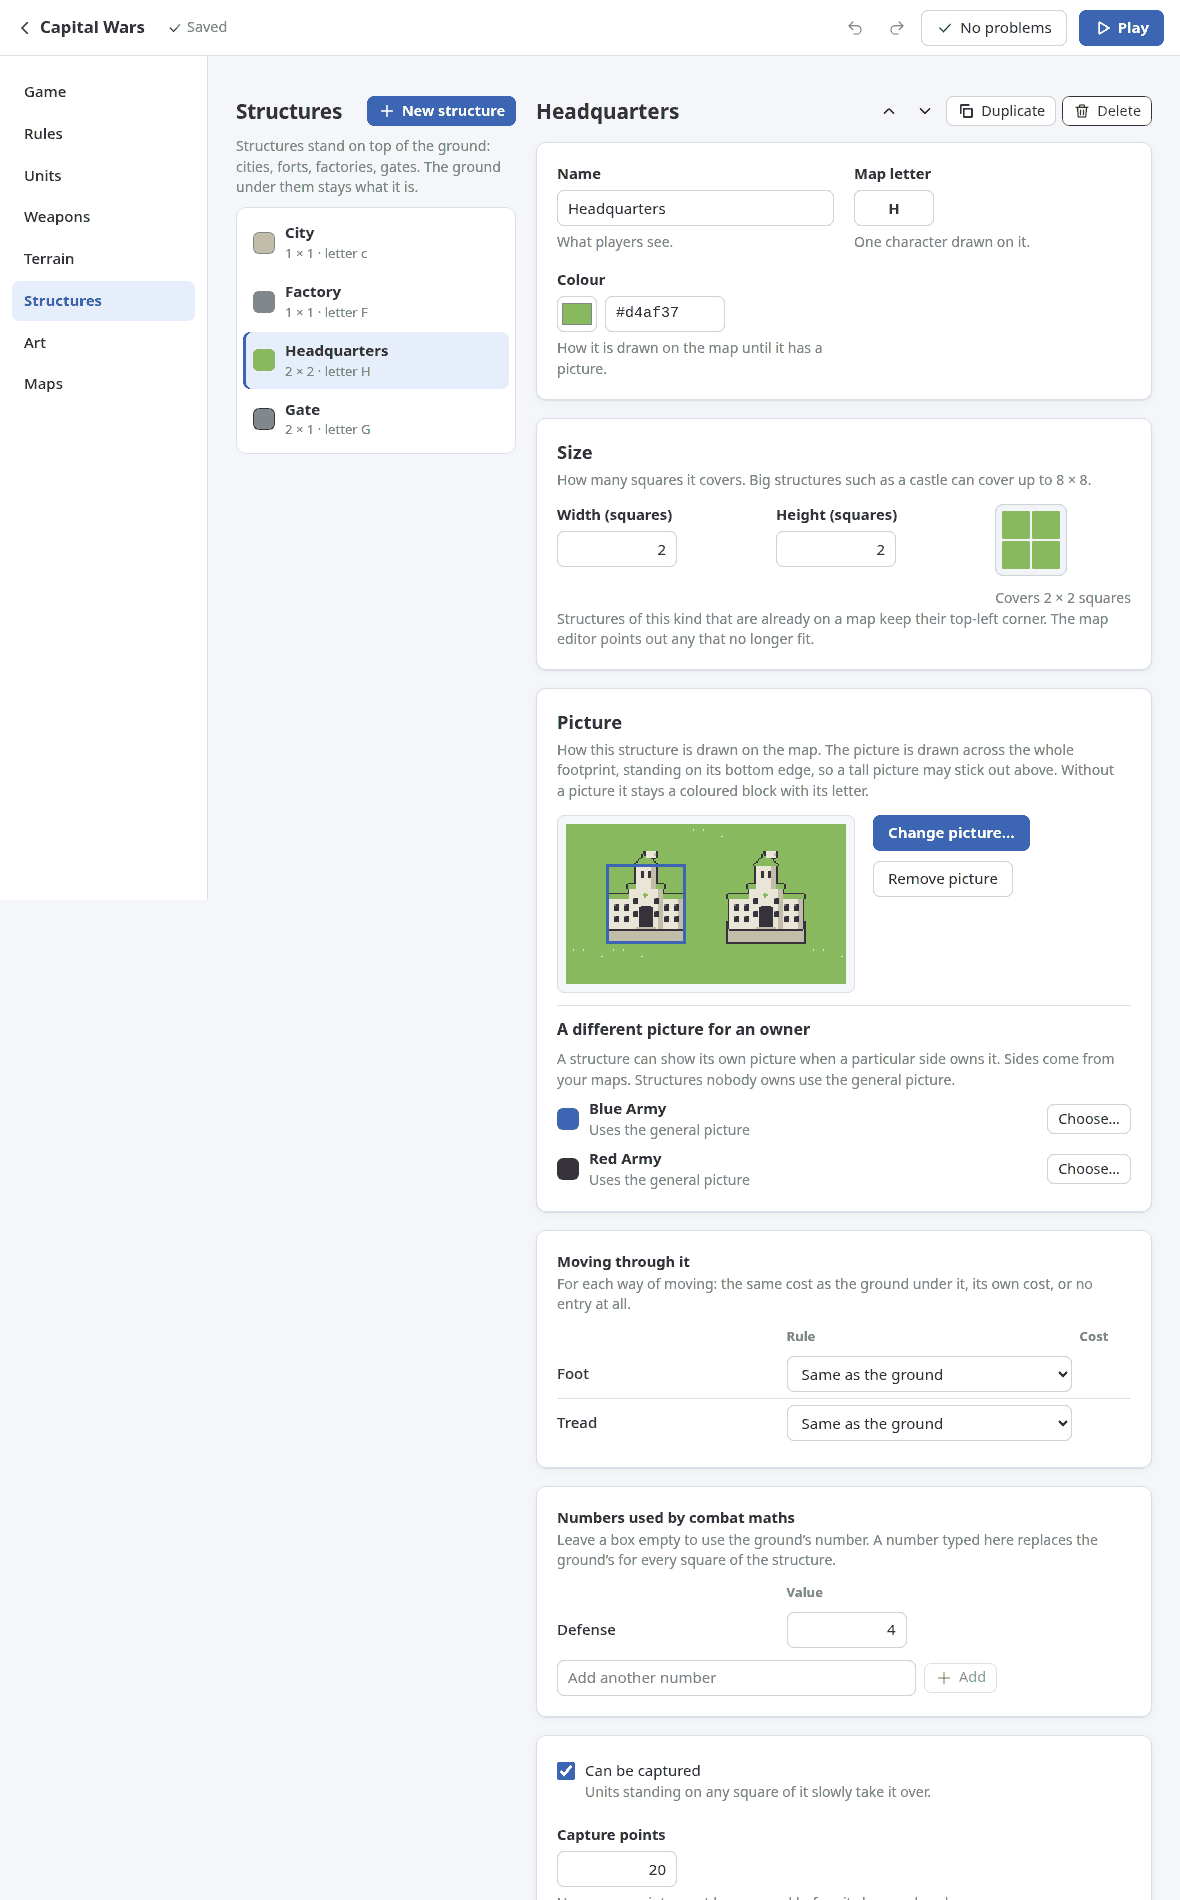 Capital Wars
Saved
No problems
Play
Game
Rules
Units
Weapons
Terrain
Structures
Art
Maps
Structures
New structure
Structures stand on top of the ground:
cities, forts, factories, gates. The ground
under them stays what it is.
City
1 × 1 · letter c
Factory
1 × 1 · letter F
Headquarters
2 × 2 · letter H
Gate
2 × 1 · letter G
Headquarters
Duplicate
Delete
Name
Map letter
Headquarters
H
What players see.
One character drawn on it.
Colour
#d4af37
How it is drawn on the map until it has a
picture.
Size
How many squares it covers. Big structures such as a castle can cover up to 8 × 8.
Width (squares)
Height (squares)
2
2
Covers 2 × 2 squares
Structures of this kind that are already on a map keep their top-left corner. The map
editor points out any that no longer fit.
Picture
How this structure is drawn on the map. The picture is drawn across the whole
footprint, standing on its bottom edge, so a tall picture may stick out above. Without
a picture it stays a coloured block with its letter.
Change picture...
Remove picture
A different picture for an owner
A structure can show its own picture when a particular side owns it. Sides come from
your maps. Structures nobody owns use the general picture.
Blue Army
Uses the general picture
Choose...
Red Army
Uses the general picture
Choose...
Moving through it
For each way of moving: the same cost as the ground under it, its own cost, or no
entry at all.
Rule
Cost
Foot
Same as the ground
Tread
Same as the ground
Numbers used by combat maths
Leave a box empty to use the ground's number. A number typed here replaces the
ground's for every square of the structure.
Value
Defense
4
Add another number
Add
Can be captured
Units standing on any square of it slowly take it over.
Capture points
20